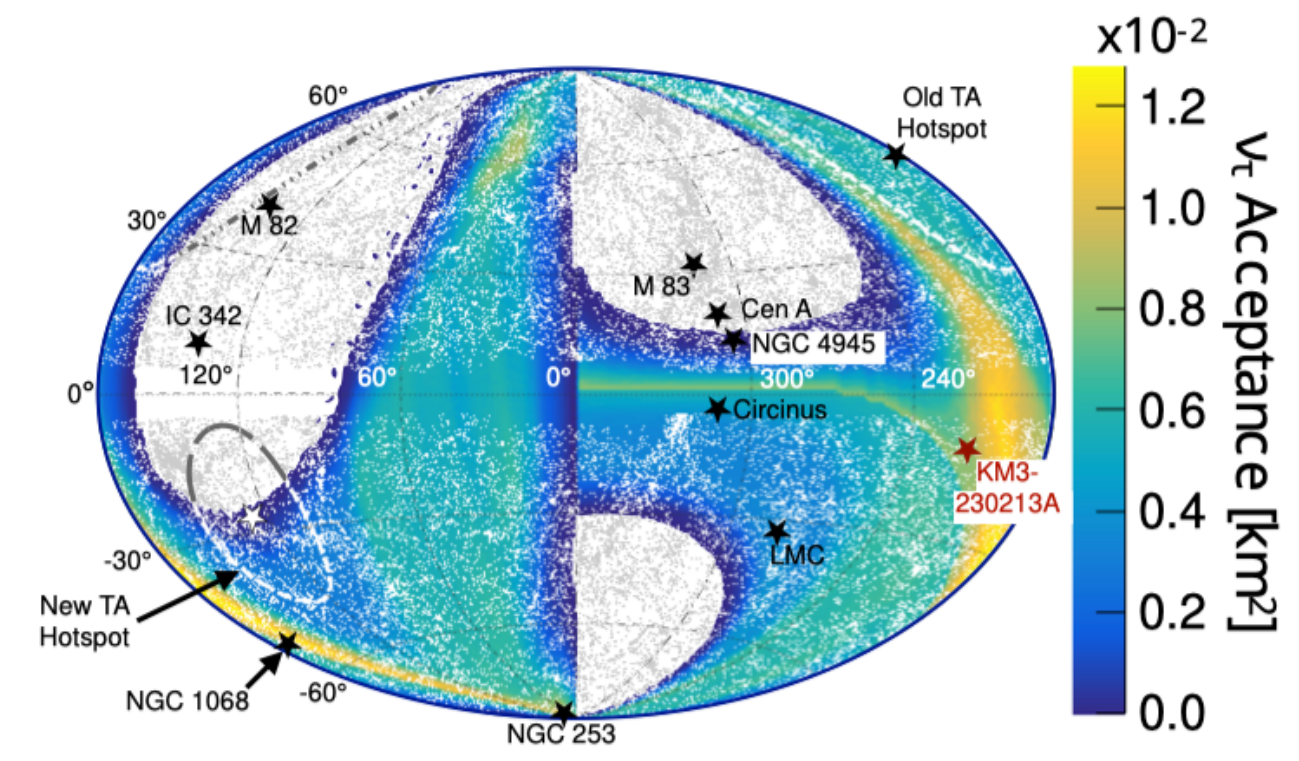 x10-2
60°
Old TA
Hotspot
1.2
M 82
30°
1.0
M 83
IC 342
Cen A
0.8
NGC 4945
0°
120°
60°
0°
300°
240°
Circinus
0.6
KM3-
230213A
0.4
LMC
-30°
New TA
Hotspot
0.2
NGC 1068
-60°
NGC 253
0.0
ντ Acceptance [km2]